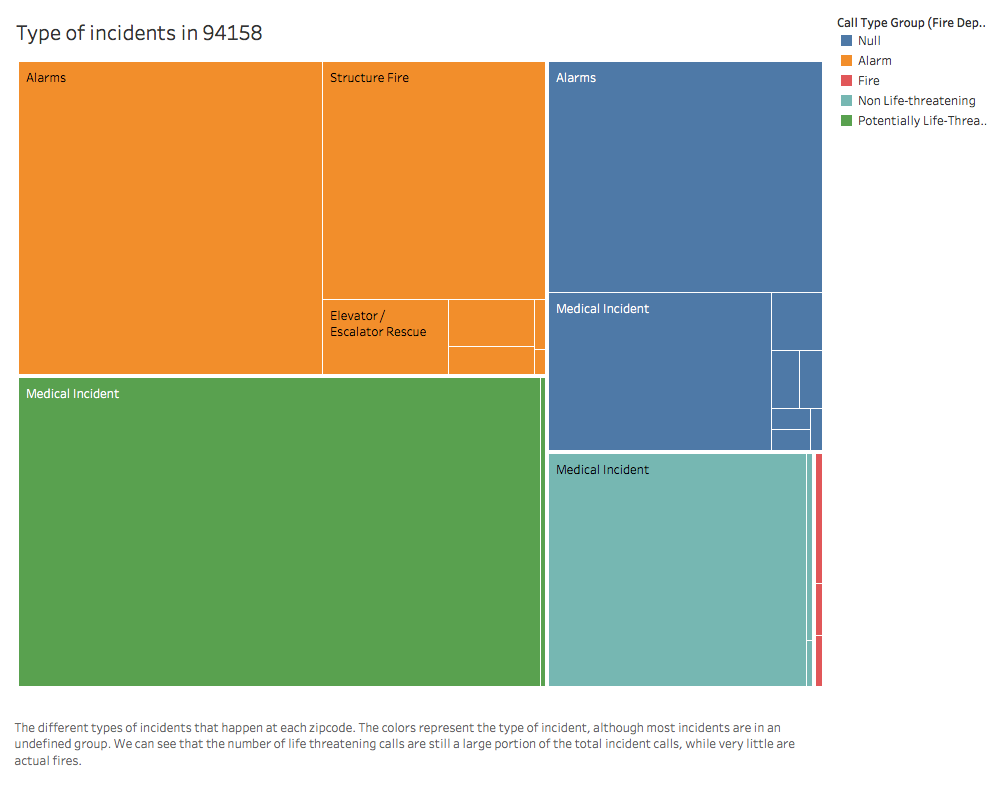 Type of incidents in 94158
Call Type Group (Fire Dep..
Null
Alarm
Fire
Non Life-threatening
Potentially Life-Threa..
Alarms
Structure Fire
Alarms
Elevator /
Escalator Rescue
Medical Incident
Medical Incident
Medical Incident
The different types of incidents that happen at each zipcode. The colors represent the type of incident, although most incidents are in an
undefined group. We can see that the number of life threatening calls are still a large portion of the total incident calls, while very little are
actual fires.